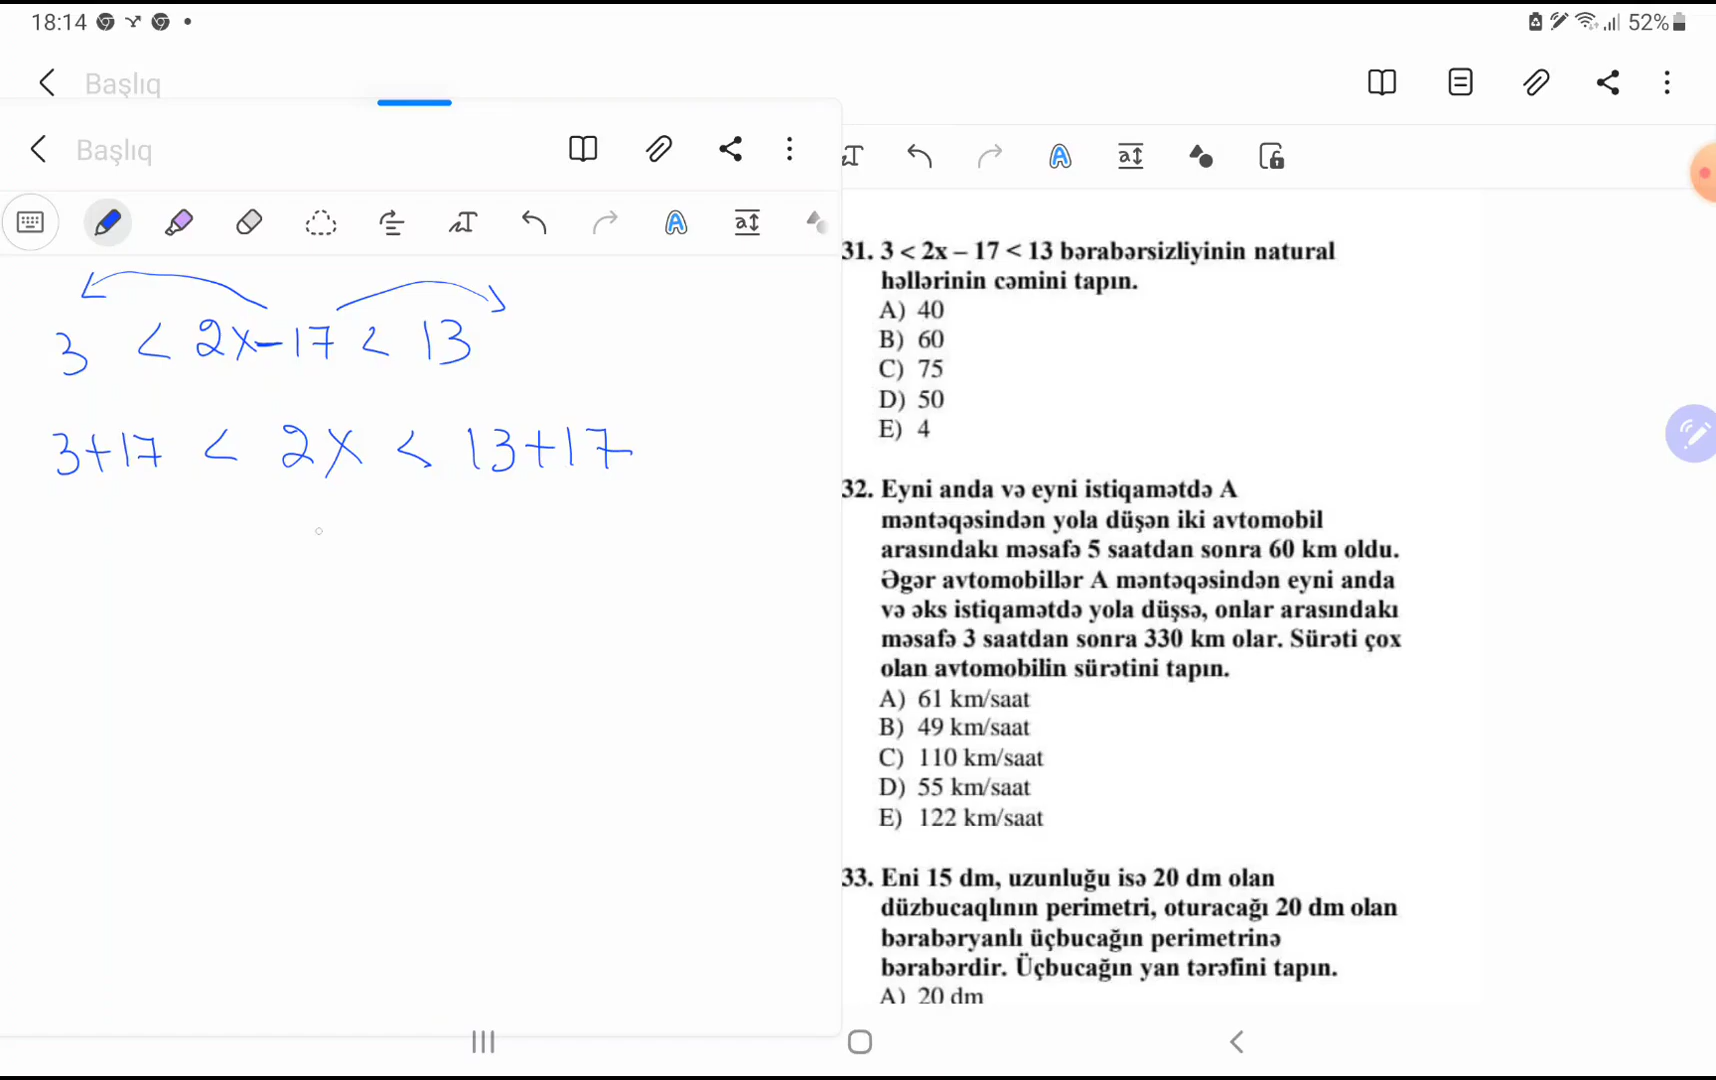 18:14
52%
Başlıq
Başlıq
3 < 2x-17 < 13
3+17 < 2x < 13+17
31. 3 < 2x – 17 < 13 bərabərsizliyinin natural
həllərinin cəmini tapın.
A) 40
B) 60
C) 75
D) 50
E) 4
32. Eyni anda və eyni istiqamətdə A
məntəqəsindən yola düşən iki avtomobil
arasındakı məsafə 5 saatdan sonra 60 km oldu.
Əgər avtomobillər A məntəqəsindən eyni anda
və əks istiqamətdə yola düşsə, onlar arasındakı
məsafə 3 saatdan sonra 330 km olar. Sürəti çox
olan avtomobilin sürətini tapın.
A) 61 km/saat
B) 49 km/saat
C) 110 km/saat
D) 55 km/saat
E) 122 km/saat
33. Eni 15 dm, uzunluğu isə 20 dm olan
düzbucaqlının perimetri, oturacağı 20 dm olan
bərabəryanlı üçbucağın perimetrinə
bərabərdir. Üçbucağın yan tərəfini tapın.
A) 20 dm